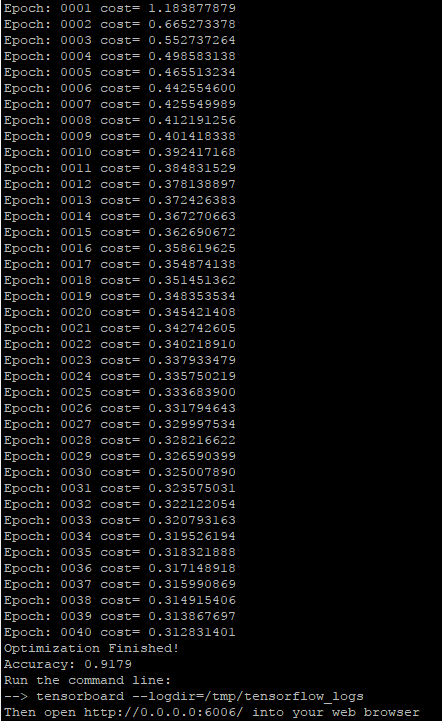 Epoch: 0001 cost= 1.183877879
Epoch: 0002 cost= 0.665273378
Epoch: 0003 cost= 0.552737264
Epoch: 0004 cost= 0.498583138
Epoch: 0005 cost= 0.465513234
Epoch: 0006 cost= 0.442554600
Epoch: 0007 cost= 0.425549989
Epoch: 0008 cost= 0.412191256
Epoch: 0009 cost= 0.401418338
Epoch: 0010 cost= 0.392417168
Epoch: 0011 cost= 0.384831529
Epoch: 0012 cost= 0.378138897
Epoch: 0013 cost= 0.372426383
Epoch: 0014 cost= 0.367270663
Epoch: 0015 cost= 0.362690672
Epoch: 0016 cost= 0.358619625
Epoch: 0017 cost= 0.354874138
Epoch: 0018 cost= 0.351451362
Epoch: 0019 cost= 0.348353534
Epoch: 0020 cost= 0.345421408
Epoch: 0021 cost= 0.342742605
Epoch: 0022 cost= 0.340218910
Epoch: 0023 cost= 0.337933479
Epoch: 0024 cost= 0.335750219
Epoch: 0025 cost= 0.333683900
Epoch: 0026 cost= 0.331794643
Epoch: 0027 cost= 0.329997534
Epoch: 0028 cost= 0.328216622
Epoch: 0029 cost= 0.326590399
Epoch: 0030 cost= 0.325007890
Epoch: 0031 cost= 0.323575031
Epoch: 0032 cost= 0.322122054
Epoch: 0033 cost= 0.320793163
Epoch: 0034 cost= 0.319526194
Epoch: 0035 cost= 0.318321888
Epoch: 0036 cost= 0.317148918
Epoch: 0037 cost= 0.315990869
Epoch: 0038 cost= 0.314915406
Epoch: 0039 cost= 0.313867697
Epoch: 0040 cost= 0.312831401
Optimization Finished!
Accuracy: 0.9179
Run the command line:
--> tensorboard --logdir=/tmp/tensorflow_logs
Then open http://0.0.0.0:6006/ into your web browser